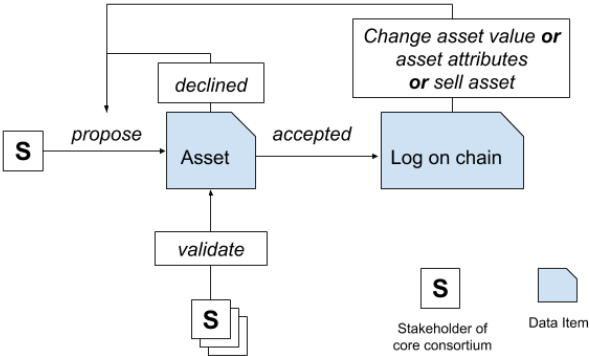 Change asset value or
asset attributes
or sell asset
declined
propose
accepted
S
Asset
Log on chain
validate
S
S
Stakeholder of
core consortium
Data Item